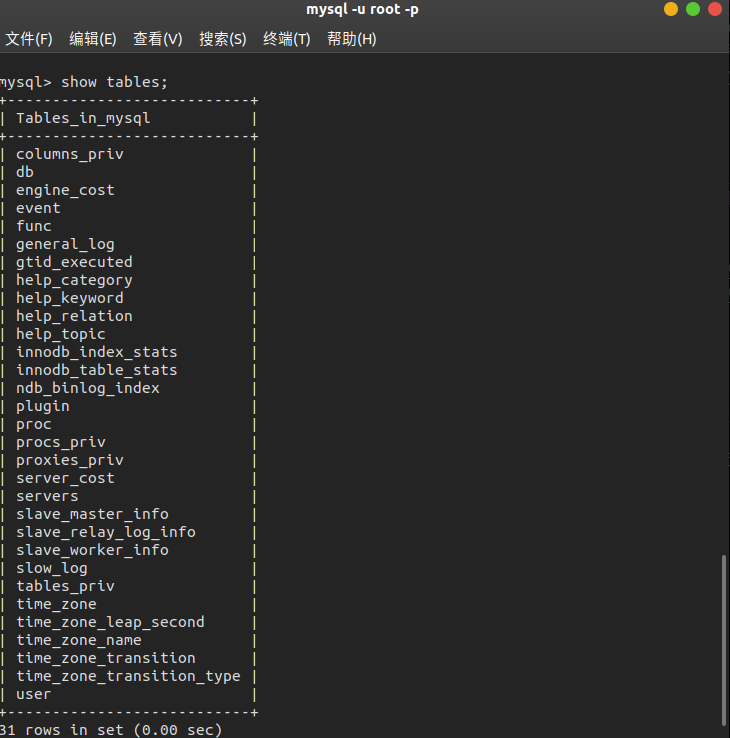 mysql -u root -p
文件(F) 编辑(E) 查看(V) 搜索(S) 终端(T) 帮助(H)
mysql> show tables;
+---------------------------+
| Tables_in_mysql           |
+---------------------------+
| columns_priv              |
| db                        |
| engine_cost               |
| event                     |
| func                      |
| general_log               |
| gtid_executed             |
| help_category             |
| help_keyword              |
| help_relation             |
| help_topic                |
| innodb_index_stats        |
| innodb_table_stats        |
| ndb_binlog_index          |
| plugin                    |
| proc                      |
| procs_priv                |
| proxies_priv              |
| server_cost               |
| servers                   |
| slave_master_info         |
| slave_relay_log_info      |
| slave_worker_info         |
| slow_log                  |
| tables_priv               |
| time_zone                 |
| time_zone_leap_second     |
| time_zone_name            |
| time_zone_transition      |
| time_zone_transition_type |
| user                      |
+---------------------------+
31 rows in set (0.00 sec)